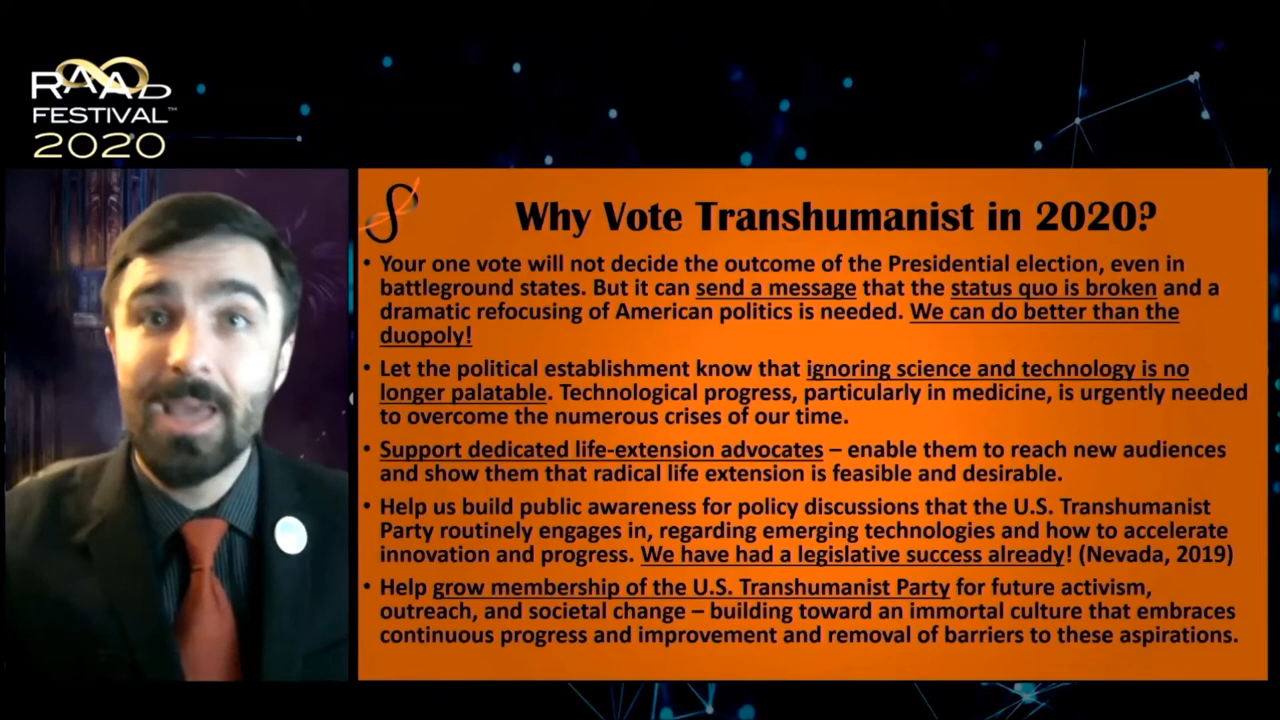 RAAD
FESTIVAL™
2020
Why Vote Transhumanist in 2020?
• Your one vote will not decide the outcome of the Presidential election, even in
battleground states. But it can send a message that the status quo is broken and a
dramatic refocusing of American politics is needed. We can do better than the
duopoly!
• Let the political establishment know that ignoring science and technology is no
longer palatable. Technological progress, particularly in medicine, is urgently needed
to overcome the numerous crises of our time.
• Support dedicated life-extension advocates – enable them to reach new audiences
and show them that radical life extension is feasible and desirable.
• Help us build public awareness for policy discussions that the U.S. Transhumanist
Party routinely engages in, regarding emerging technologies and how to accelerate
innovation and progress. We have had a legislative success already! (Nevada, 2019)
• Help grow membership of the U.S. Transhumanist Party for future activism,
outreach, and societal change – building toward an immortal culture that embraces
continuous progress and improvement and removal of barriers to these aspirations.